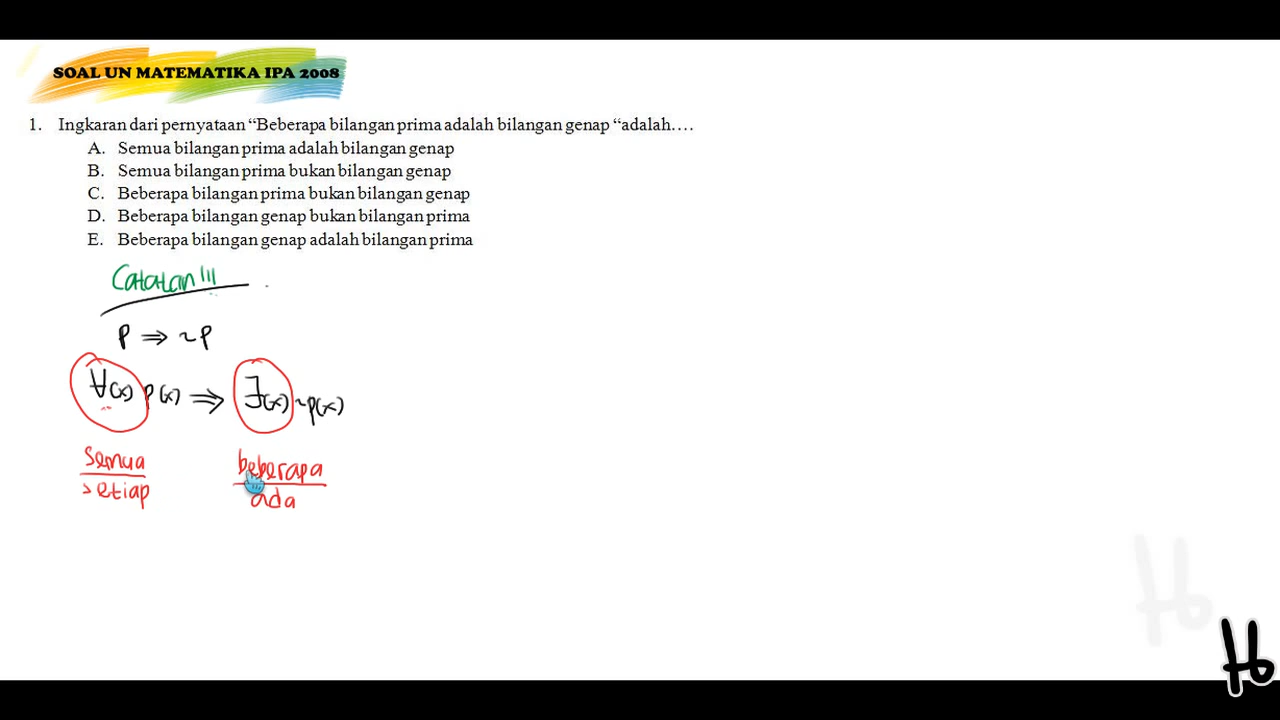 SOAL UN MATEMATIKA IPA 2008
1. Ingkaran dari pernyataan “Beberapa bilangan prima adalah bilangan genap “adalah....
A. Semua bilangan prima adalah bilangan genap
B. Semua bilangan prima bukan bilangan genap
C. Beberapa bilangan prima bukan bilangan genap
D. Beberapa bilangan genap bukan bilangan prima
E. Beberapa bilangan genap adalah bilangan prima
Catatan!!!
P ⇒ ~P
∀(x) P(x) ⇒ ∃(x) ~P(x)
Semua beberapa
setiap ada